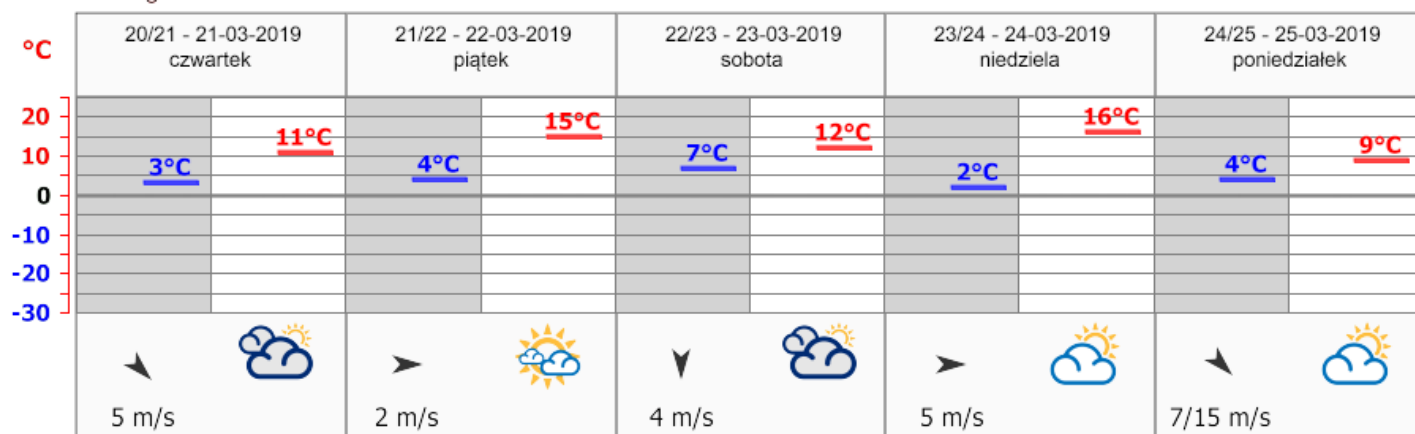 °C
20/21 - 21-03-2019
czwartek
21/22 - 22-03-2019
piątek
22/23 - 23-03-2019
sobota
23/24 - 24-03-2019
niedziela
24/25 - 25-03-2019
poniedziałek
20
10
0
-10
-20
-30
3°C
11°C
4°C
15°C
7°C
12°C
2°C
16°C
4°C
9°C
5 m/s
2 m/s
4 m/s
5 m/s
7/15 m/s